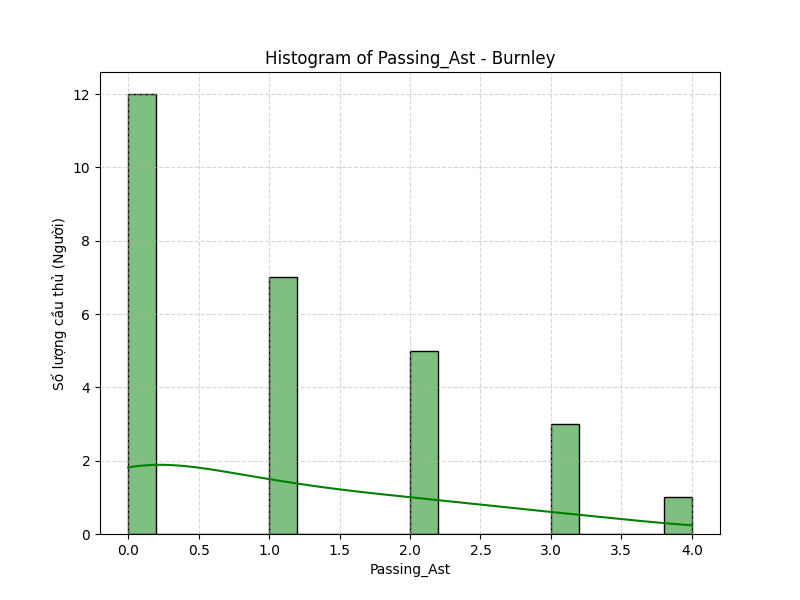 Histogram of Passing_Ast - Burnley
Số lượng cầu thủ (Người)
12
10
8
6
4
2
0
0.0 0.5 1.0 1.5 2.0 2.5 3.0 3.5 4.0
Passing_Ast